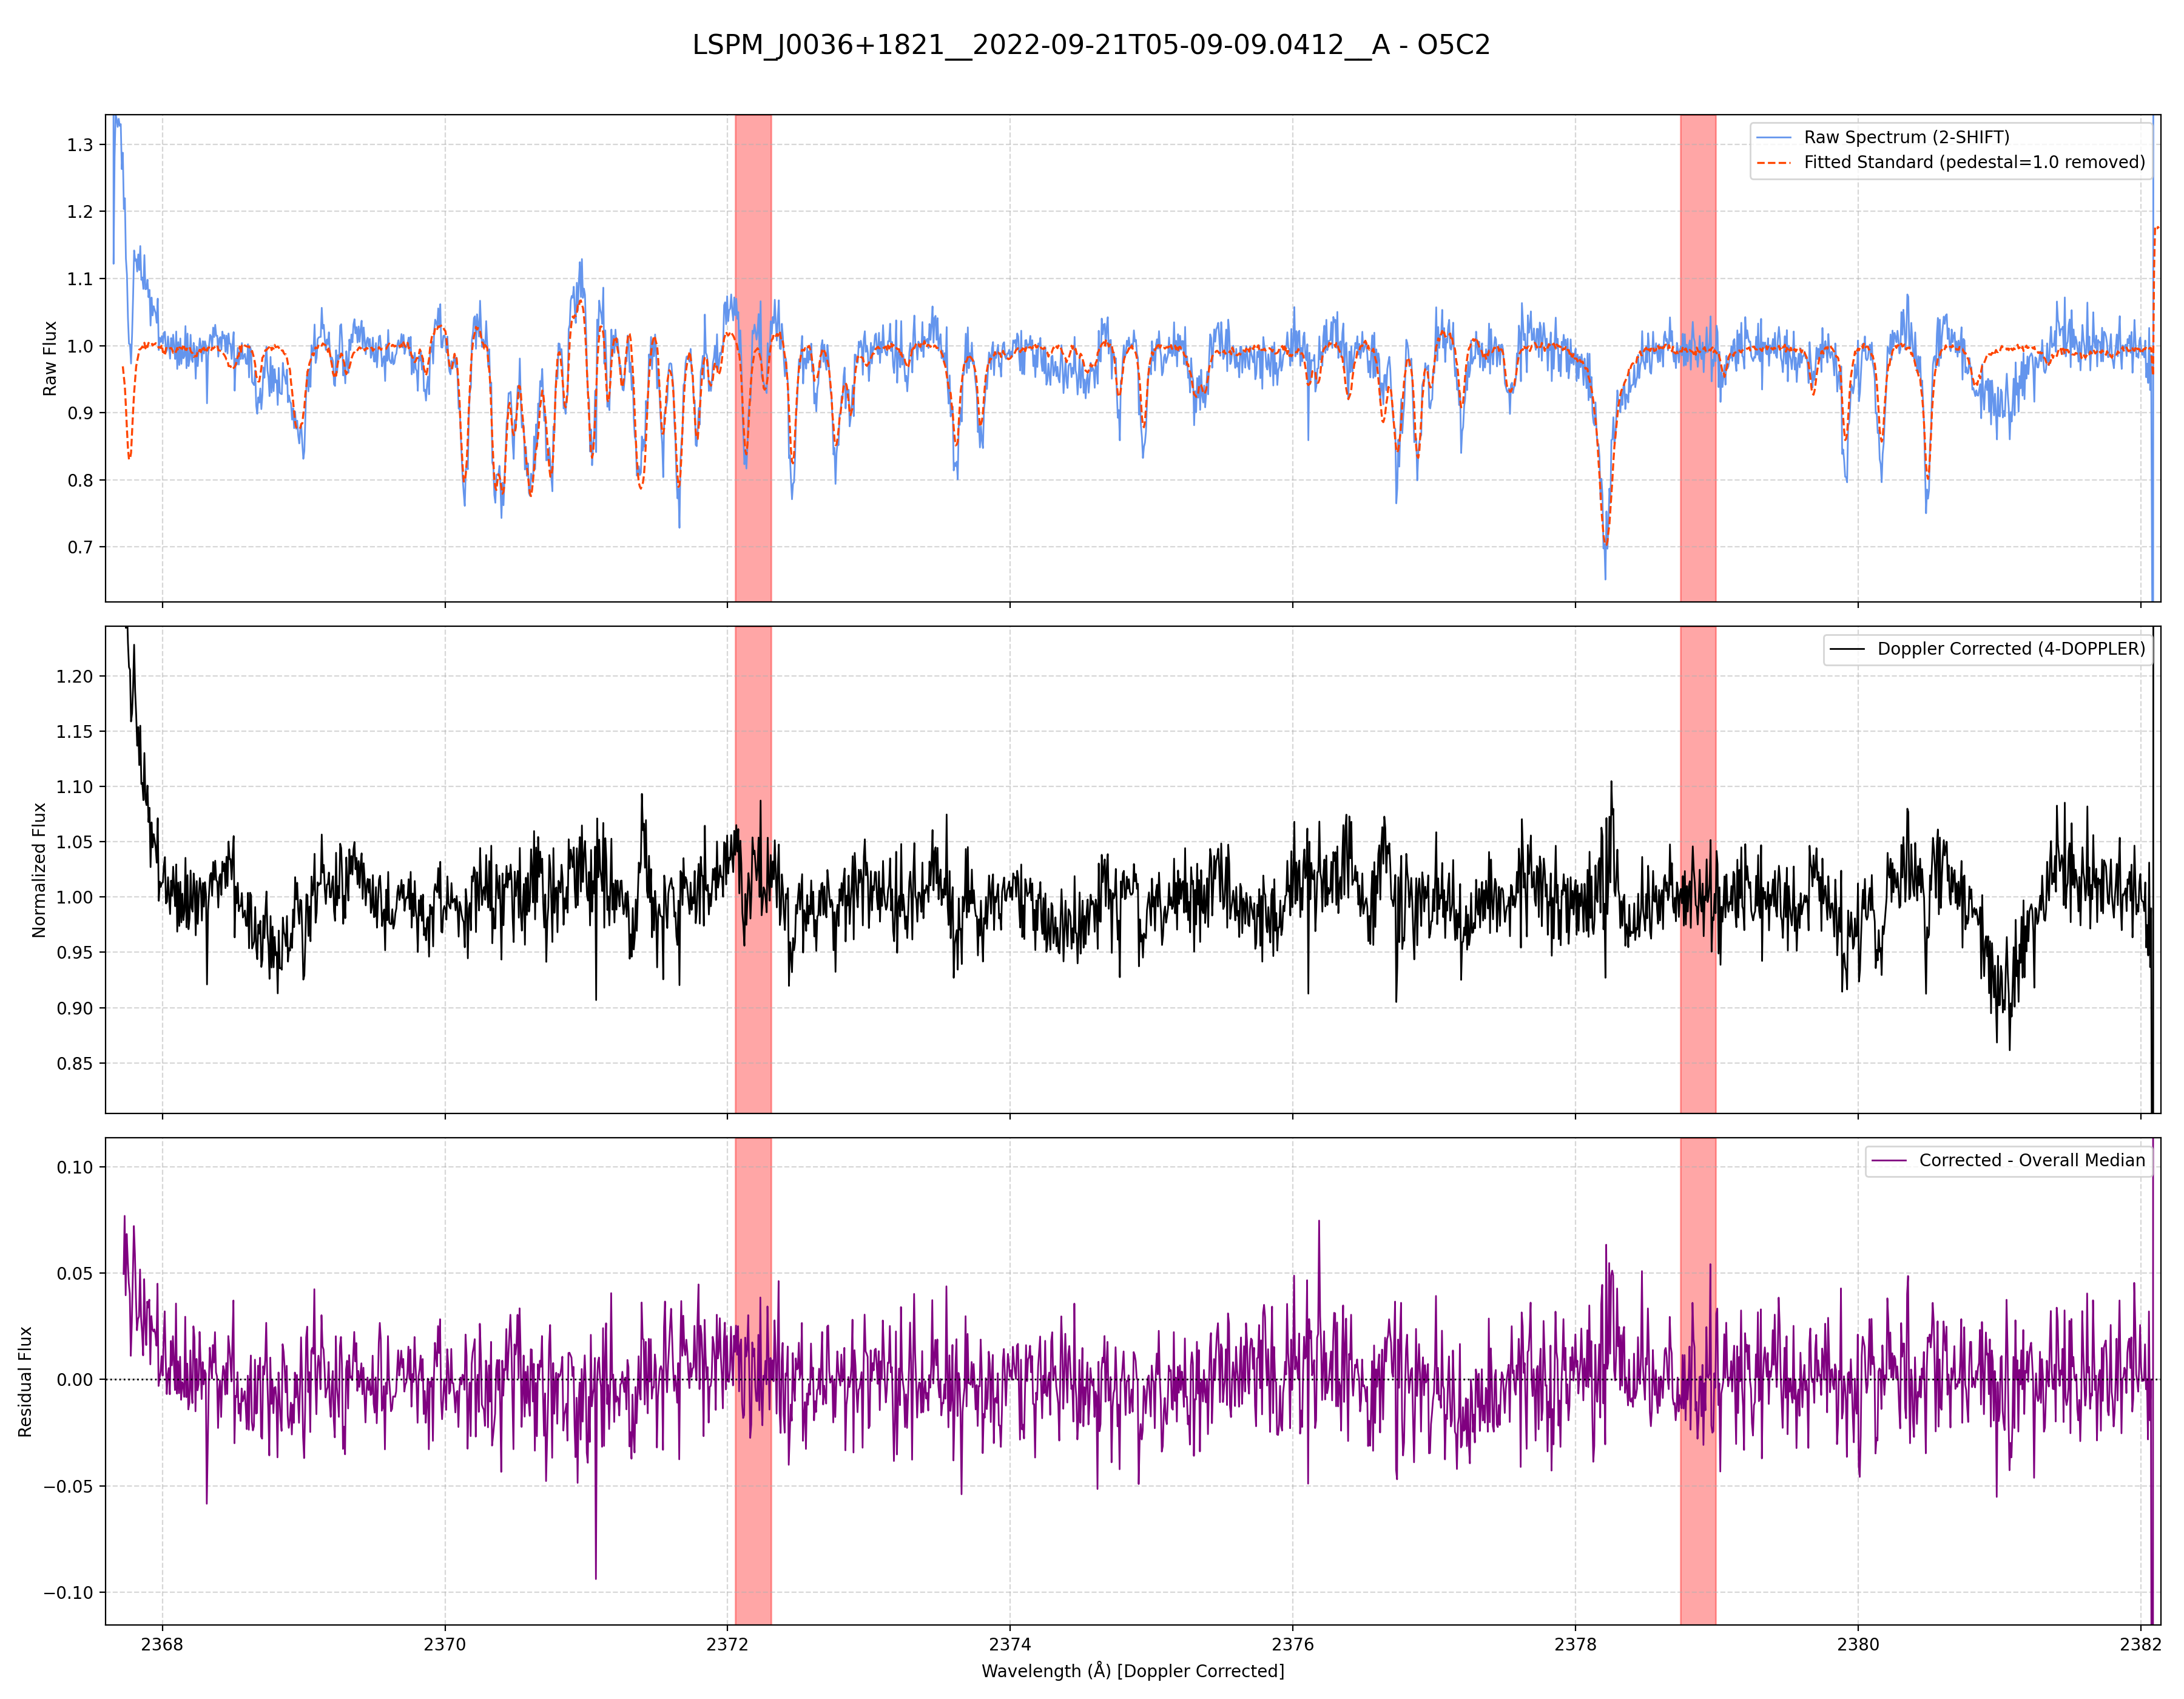 LSPM_J0036+1821__2022-09-21T05-09-09.0412__A - O5C2
Raw Spectrum (2-SHIFT)
Fitted Standard (pedestal=1.0 removed)
Raw Flux
1.3
1.2
1.1
1.0
0.9
0.8
0.7
Doppler Corrected (4-DOPPLER)
Normalized Flux
1.20
1.15
1.10
1.05
1.00
0.95
0.90
0.85
Corrected - Overall Median
Residual Flux
0.10
0.05
0.00
−0.05
−0.10
2368 2370 2372 2374 2376 2378 2380 2382
Wavelength (Å) [Doppler Corrected]